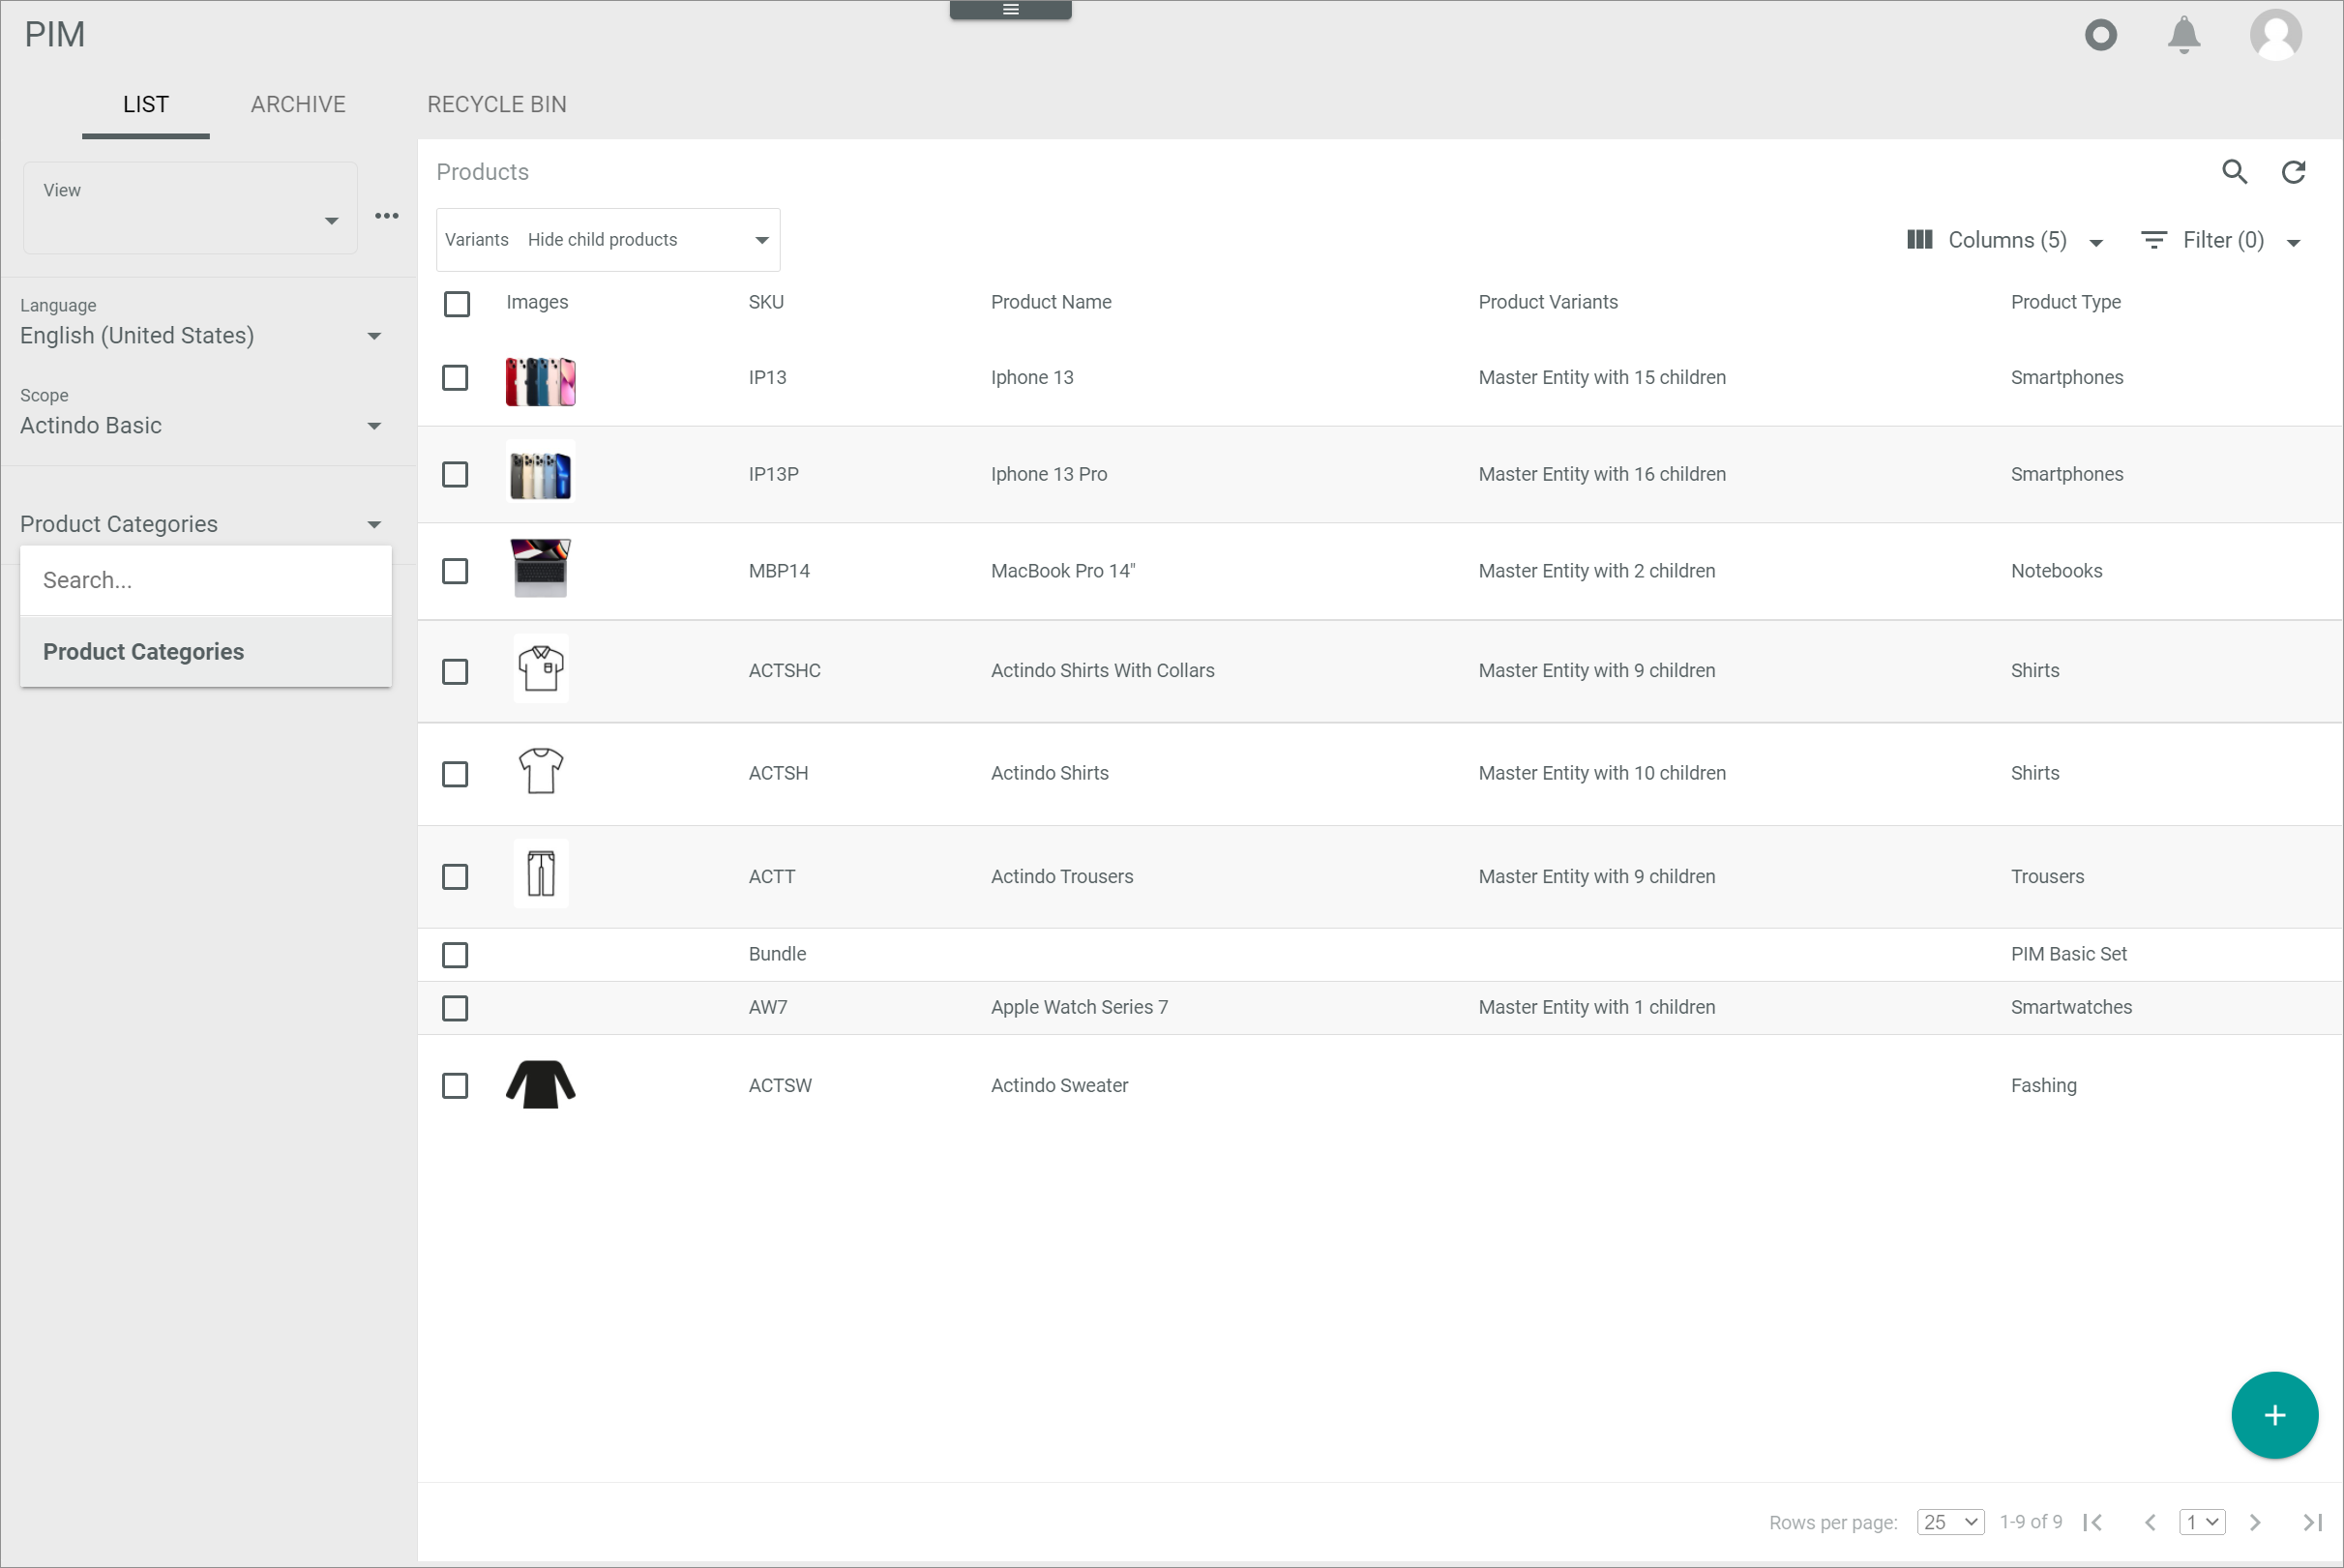 PIM
LIST ARCHIVE RECYCLE BIN
View
Language
English (United States)
Scope
Actindo Basic
Product Categories
Search...
Product Categories
Products
Variants Hide child products
Columns (5) Filter (0)
Images SKU Product Name Product Variants Product Type
IP13 Iphone 13 Master Entity with 15 children Smartphones
IP13P Iphone 13 Pro Master Entity with 16 children Smartphones
MBP14 MacBook Pro 14" Master Entity with 2 children Notebooks
ACTSHC Actindo Shirts With Collars Master Entity with 9 children Shirts
ACTSH Actindo Shirts Master Entity with 10 children Shirts
ACTT Actindo Trousers Master Entity with 9 children Trousers
Bundle PIM Basic Set
AW7 Apple Watch Series 7 Master Entity with 1 children Smartwatches
ACTSW Actindo Sweater Fashing
Rows per page: 25 1-9 of 9 1